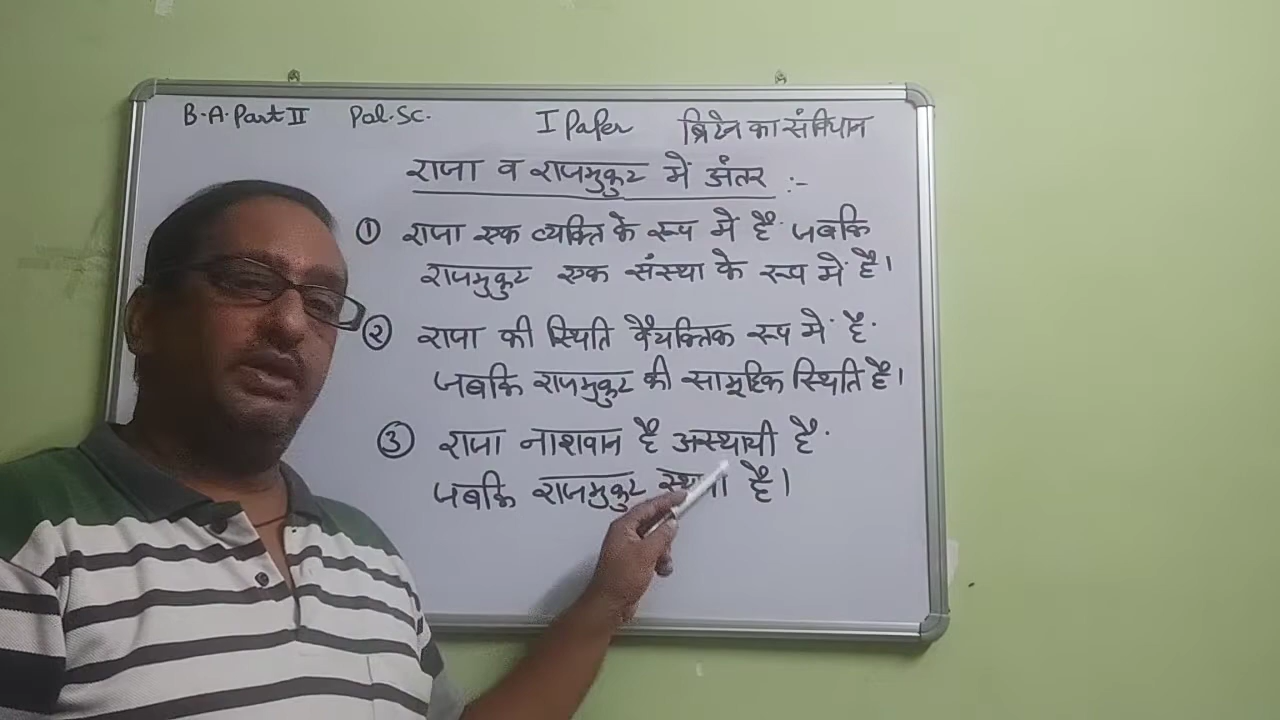 B.A. Part II Pol.Sc. I Paper ब्रिटेन का संविधान
राजा व राजमुकुट में अंतर :-
① राजा एक व्यक्ति के रूप में है जबकि
राजमुकुट एक संस्था के रूप में है।
② राजा की स्थिति वैयक्तिक रूप में है
जबकि राजमुकुट की सामूहिक स्थिति है।
③ राजा नाशवान है अस्थायी है
जबकि राजमुकुट है।